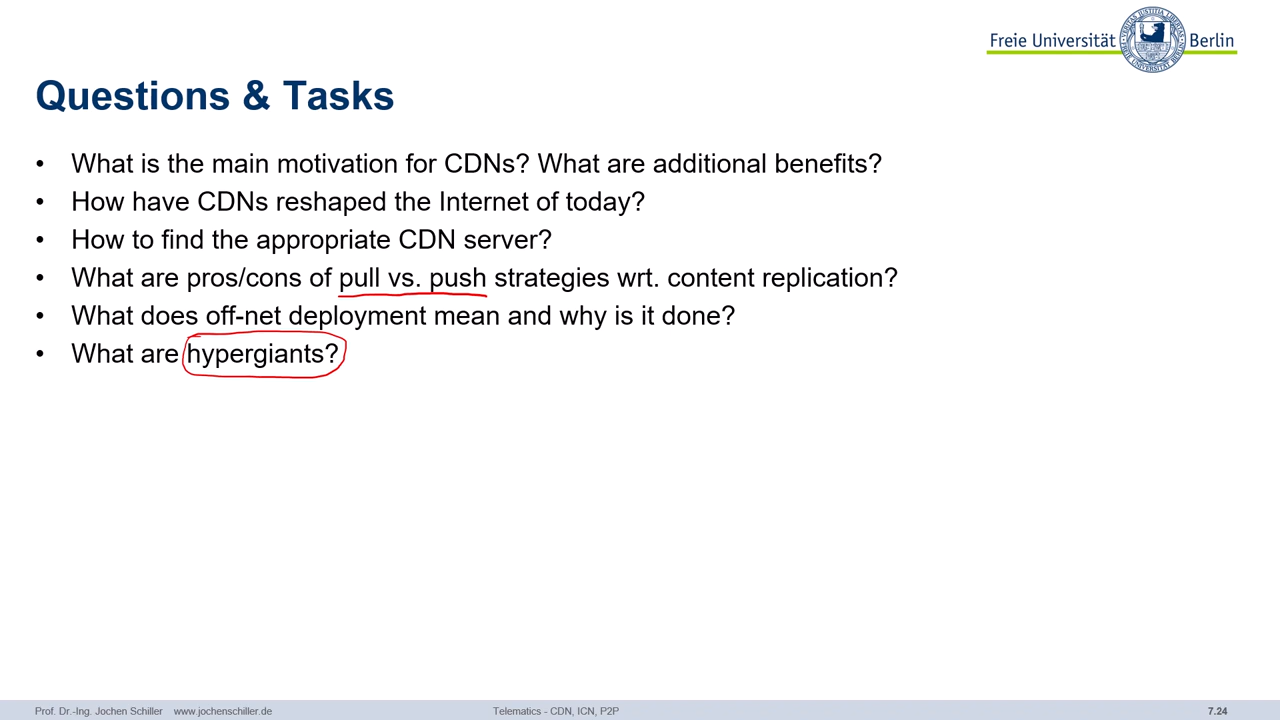 Freie Universität Berlin
Questions & Tasks
• What is the main motivation for CDNs? What are additional benefits?
• How have CDNs reshaped the Internet of today?
• How to find the appropriate CDN server?
• What are pros/cons of pull vs. push strategies wrt. content replication?
• What does off-net deployment mean and why is it done?
• What are hypergiants?
Prof. Dr.-Ing. Jochen Schiller www.jochenschiller.de Telematics - CDN, ICN, P2P 7.24